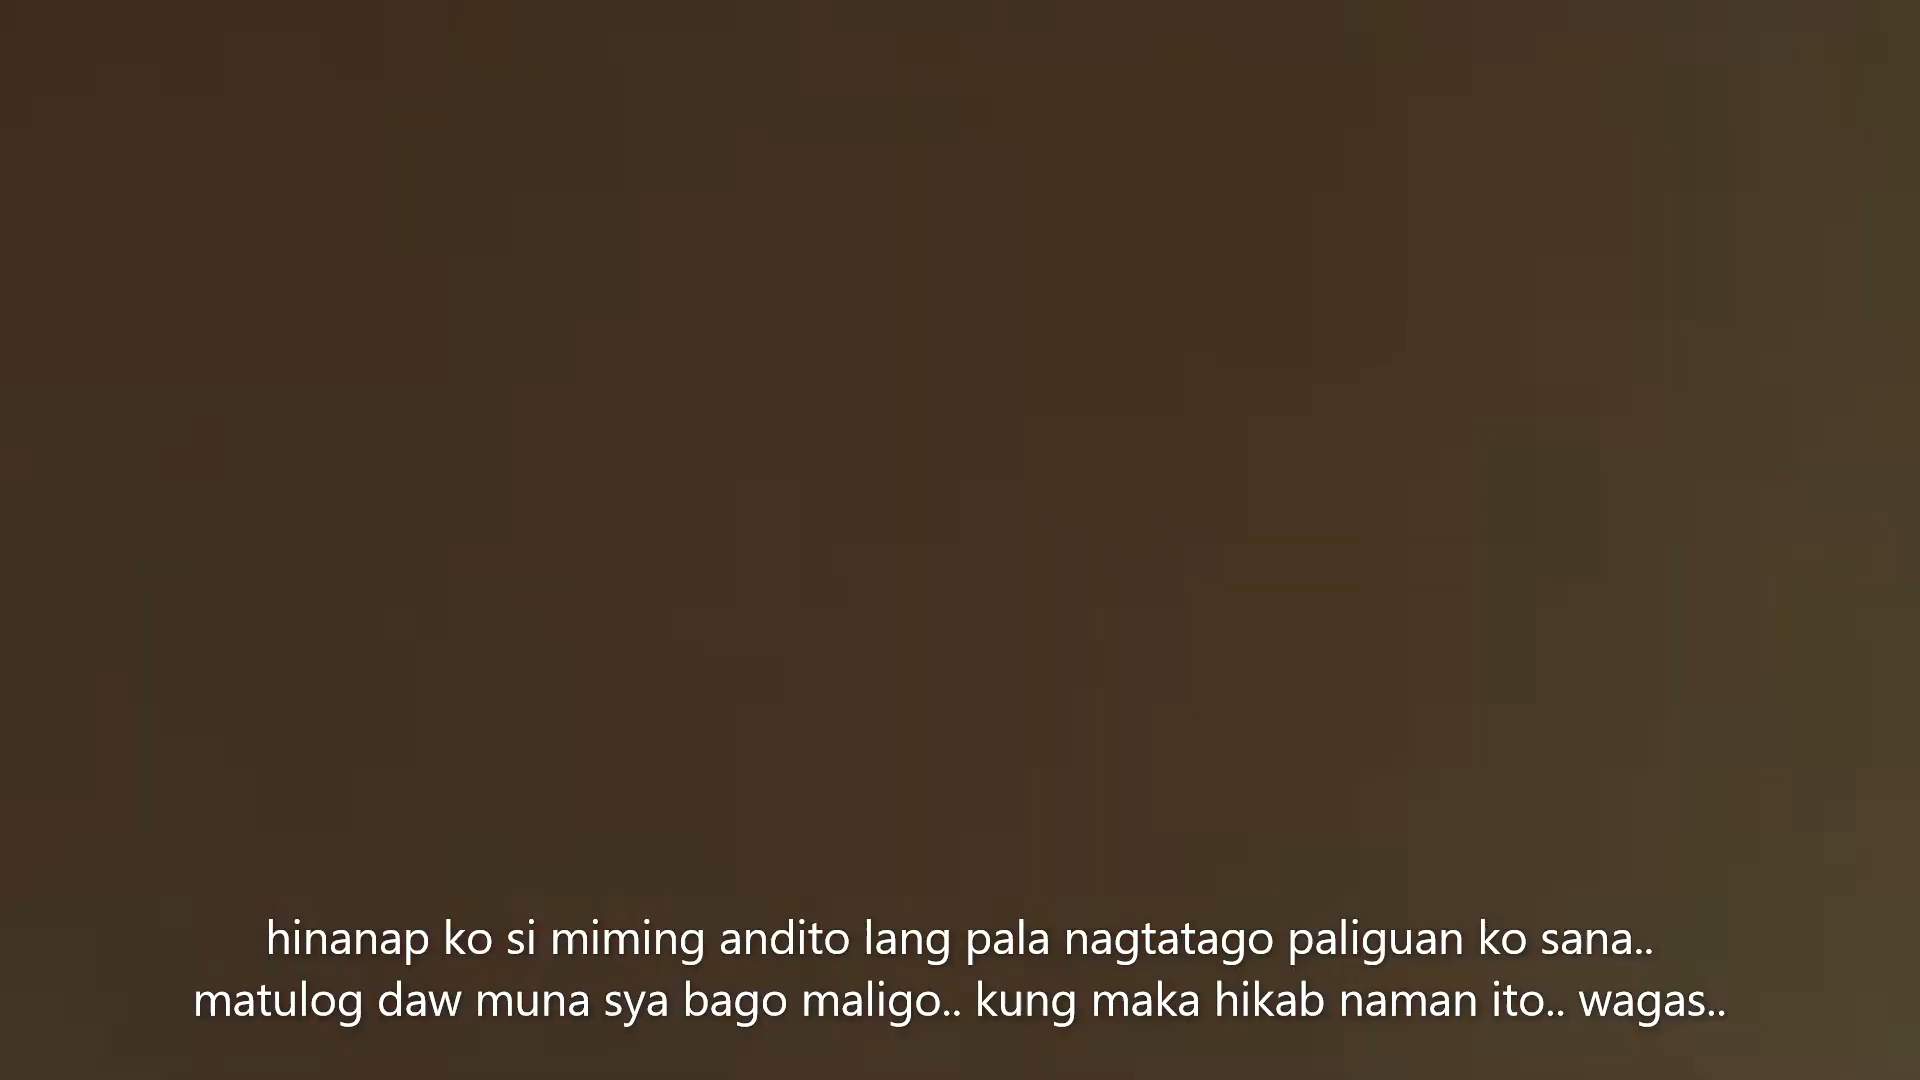 hinanap ko si miming andito lang pala nagtatago paliguan ko sana..
matulog daw muna sya bago maligo.. kung maka hikab naman ito.. wagas..